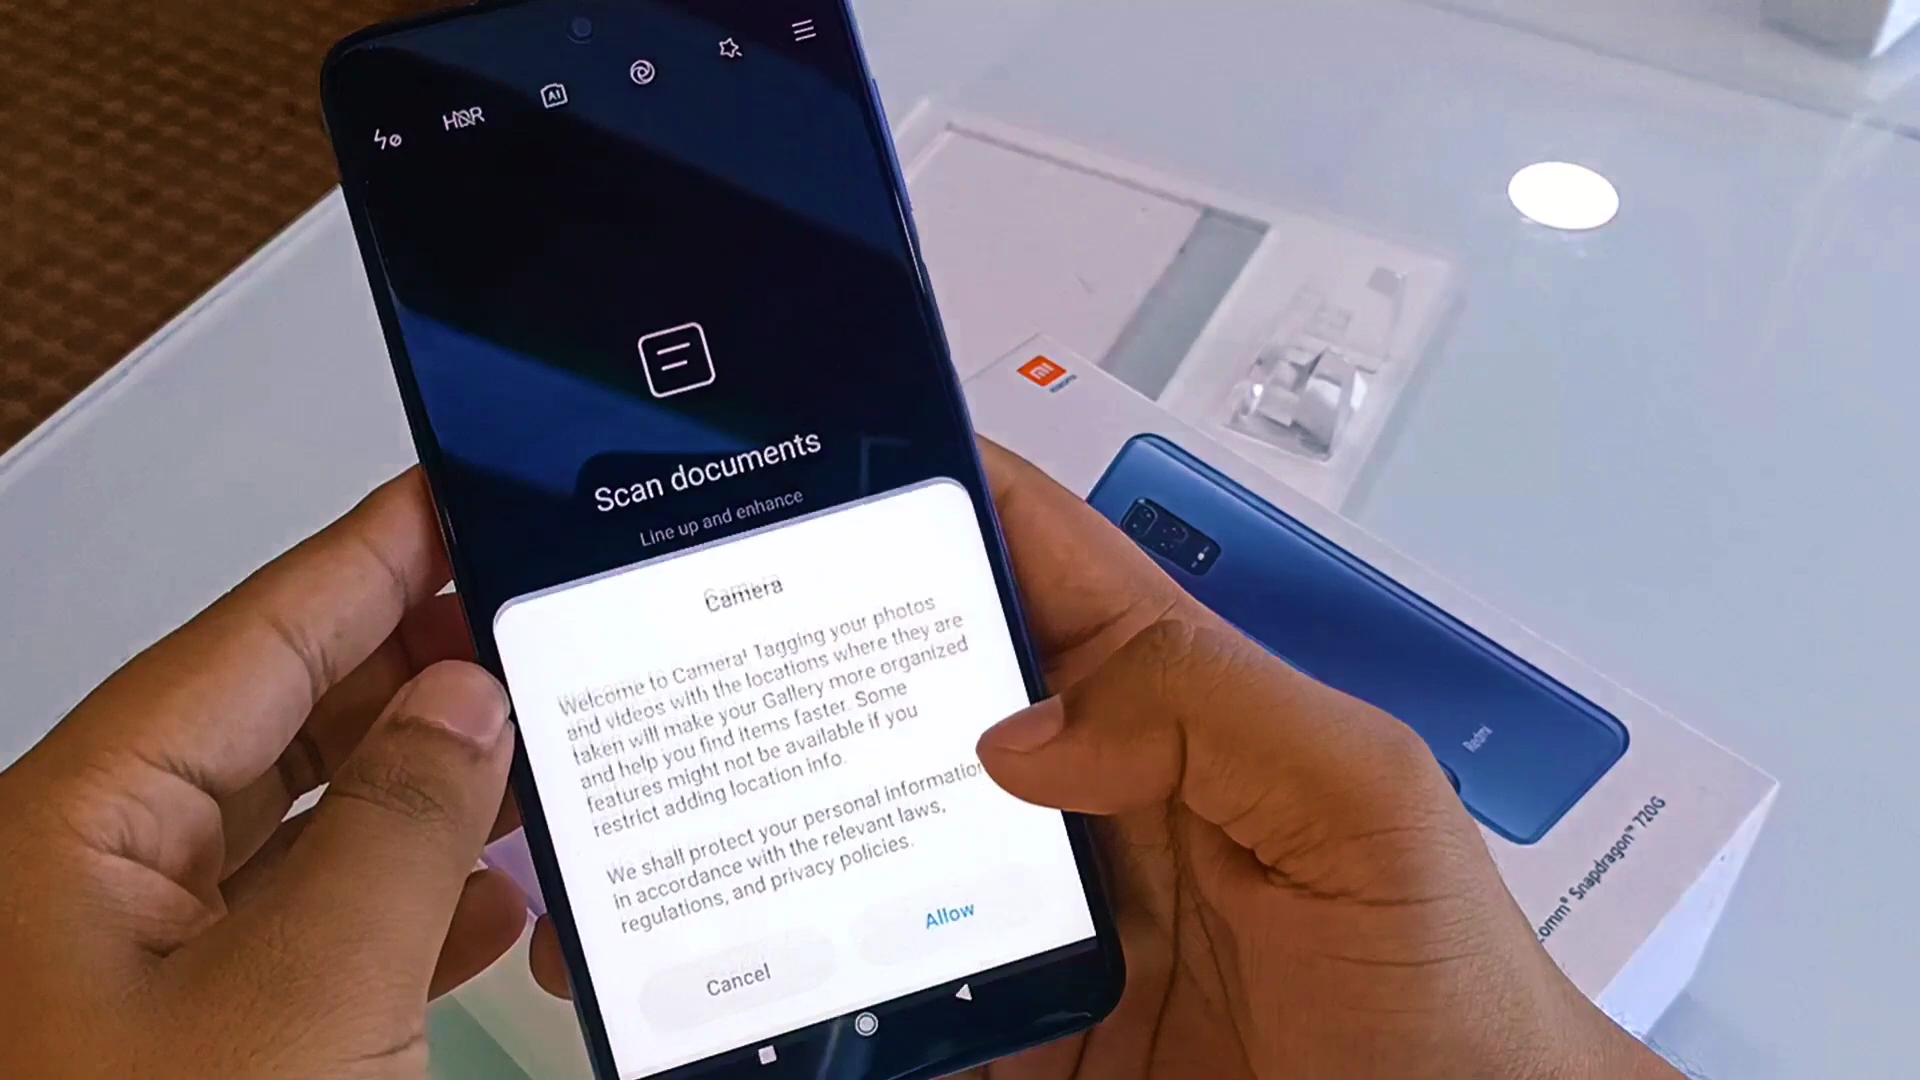 HDR
AI
Scan documents
Line up and enhance
Camera
Welcome to Camera! Tagging your photos
and videos with the locations where they are
taken will make your Gallery more organized
and help you find items faster. Some
features might not be available if you
restrict adding location info.
We shall protect your personal information
in accordance with the relevant laws,
regulations, and privacy policies.
Cancel
Allow
mi
Redmi
Snapdragon™ 720G